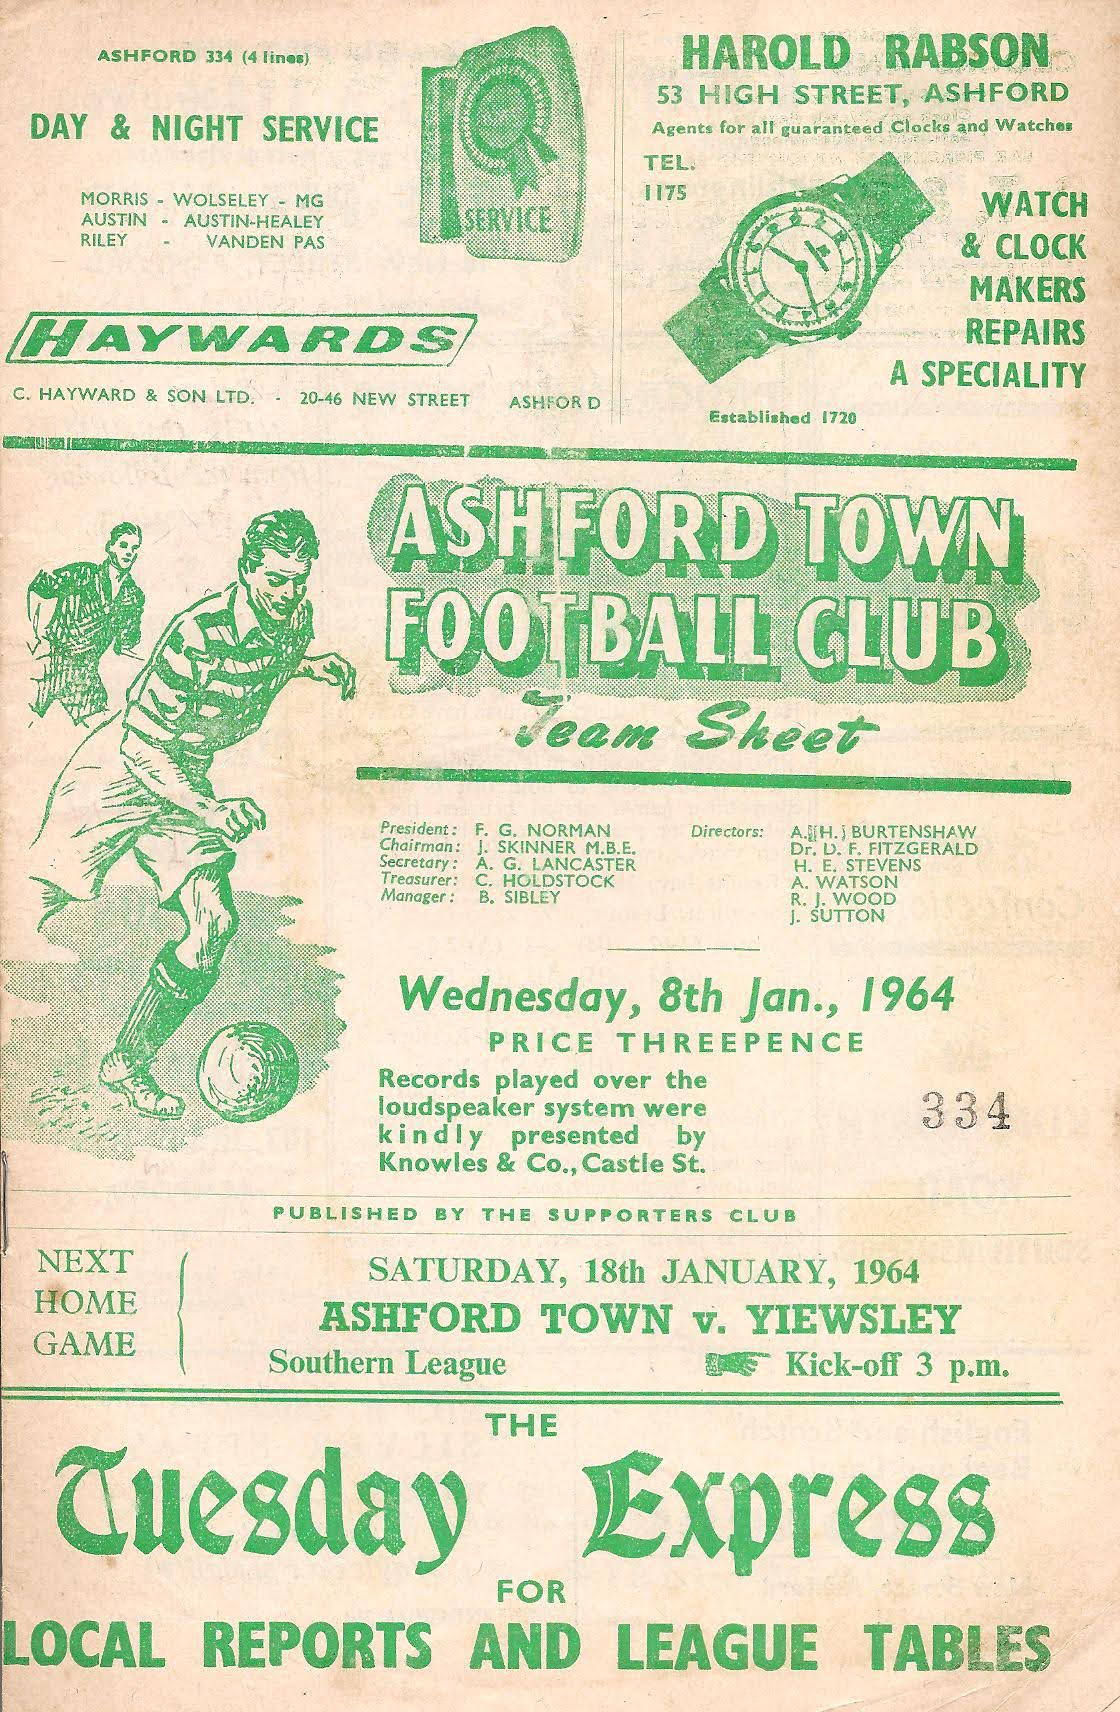 ASHFORD 334 (4 lines)
DAY & NIGHT SERVICE
MORRIS - WOLSELEY - MG
AUSTIN - AUSTIN-HEALEY
RILEY - VANDEN PAS
SERVICE
HAYWARDS
C. HAYWARD & SON LTD. - 20-46 NEW STREET ASHFORD
HAROLD RABSON
53 HIGH STREET, ASHFORD
Agents for all guaranteed Clocks and Watches
TEL.
1175
WATCH
& CLOCK
MAKERS
REPAIRS
A SPECIALITY
Established 1720
ASHFORD TOWN
FOOTBALL CLUB
Team Sheet
President: F. G. NORMAN
Chairman: J. SKINNER M.B.E.
Secretary: A. G. LANCASTER
Treasurer: C. HOLDSTOCK
Manager: B. SIBLEY
Directors: A. (H.) BURTENSHAW
Dr. D. F. FITZGERALD
H. E. STEVENS
A. WATSON
R. J. WOOD
J. SUTTON
Wednesday, 8th Jan., 1964
PRICE THREEPENCE
Records played over the
loudspeaker system were
kindly presented by
Knowles & Co., Castle St.
334
PUBLISHED BY THE SUPPORTERS CLUB
NEXT
HOME
GAME
SATURDAY, 18th JANUARY, 1964
ASHFORD TOWN v. YIEWSLEY
Southern League Kick-off 3 p.m.
THE
Tuesday Express
FOR
LOCAL REPORTS AND LEAGUE TABLES